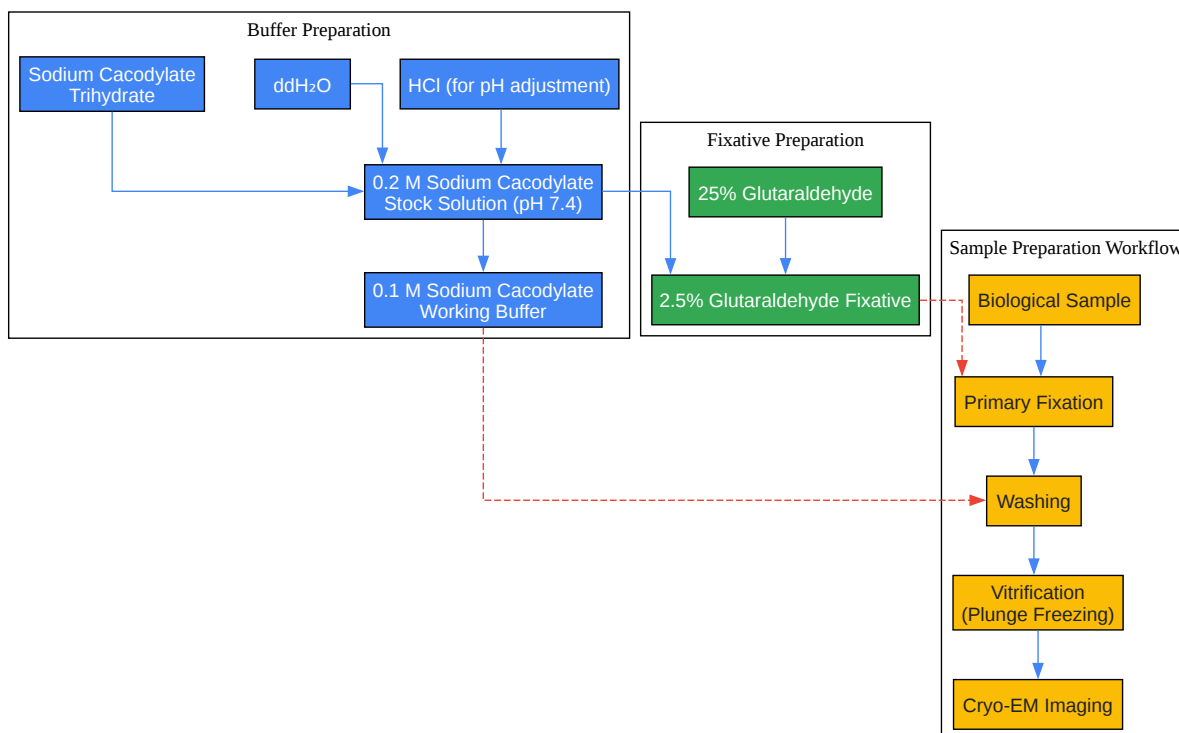 Buffer Preparation
Sodium Cacodylate
Trihydrate
ddH₂O
HCl (for pH adjustment)
0.2 M Sodium Cacodylate
Stock Solution (pH 7.4)
0.1 M Sodium Cacodylate
Working Buffer
Fixative Preparation
25% Glutaraldehyde
2.5% Glutaraldehyde Fixative
Sample Preparation Workflow
Biological Sample
Primary Fixation
Washing
Vitrification
(Plunge Freezing)
Cryo-EM Imaging